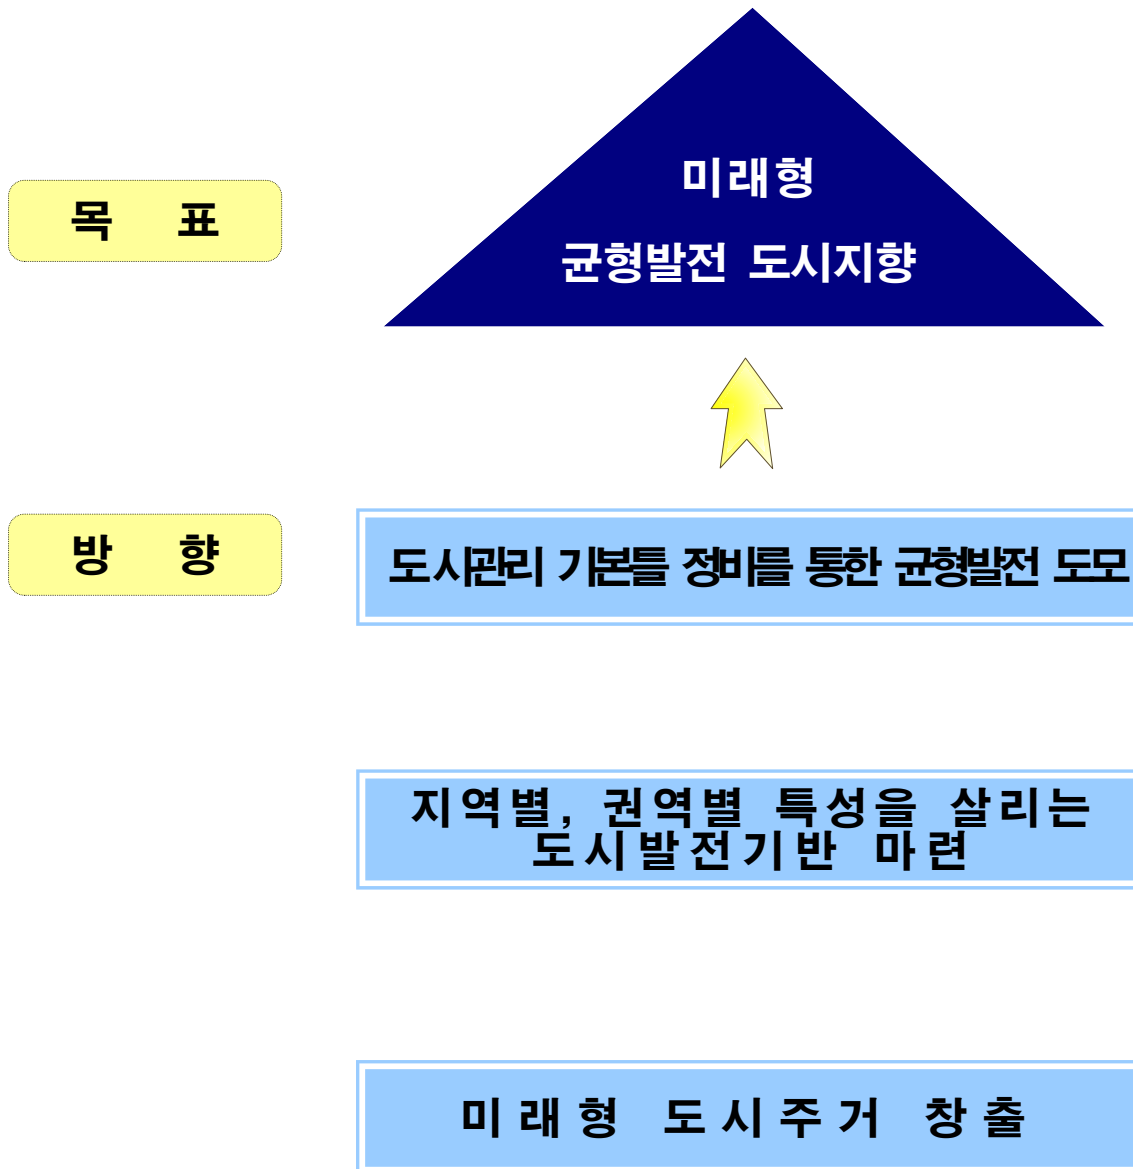 미래형
목 표
균형발전 도시지향
방 향
도시관리 기본틀 정비를 통한 균형발전 도모
지역별, 권역별 특성을 살리는
도시발전기반 마련
미래형 도시주거 창출